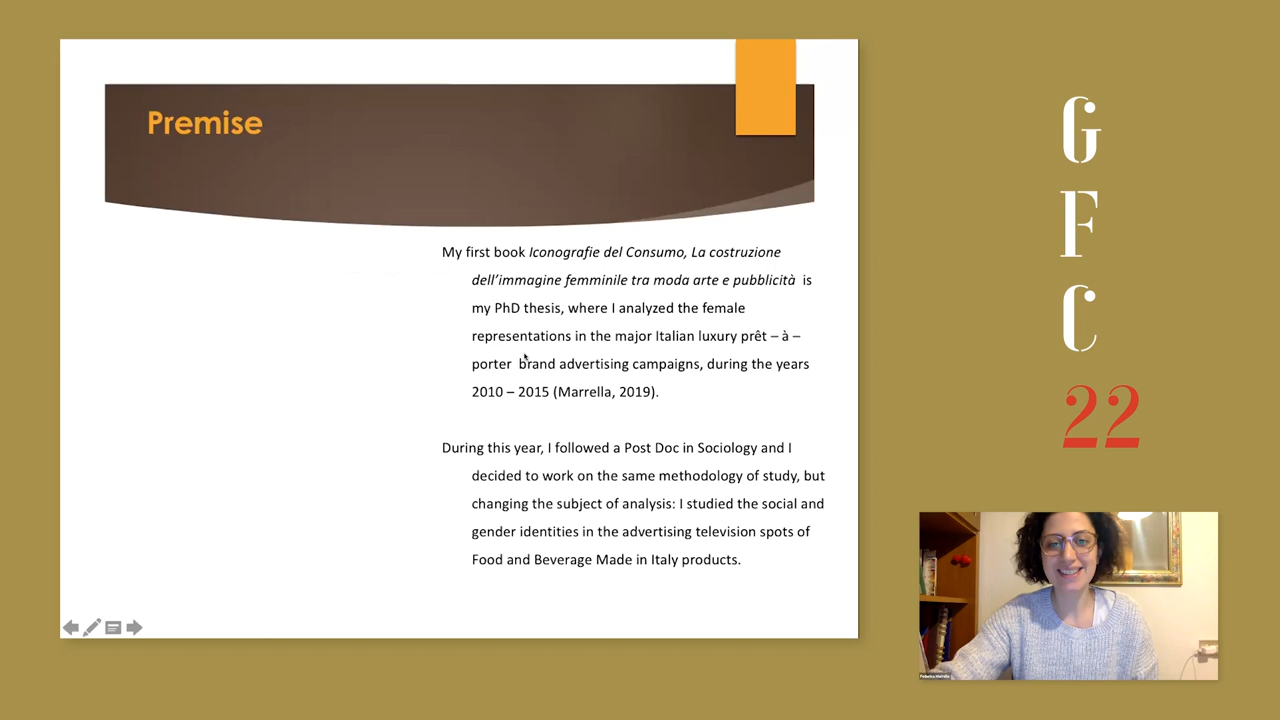 Premise
My first book Iconografie del Consumo, La costruzione
dell’immagine femminile tra moda arte e pubblicità is
my PhD thesis, where I analyzed the female
representations in the major Italian luxury prêt – à –
porter brand advertising campaigns, during the years
2010 – 2015 (Marrella, 2019).
During this year, I followed a Post Doc in Sociology and I
decided to work on the same methodology of study, but
changing the subject of analysis: I studied the social and
gender identities in the advertising television spots of
Food and Beverage Made in Italy products.
G
F
C
22